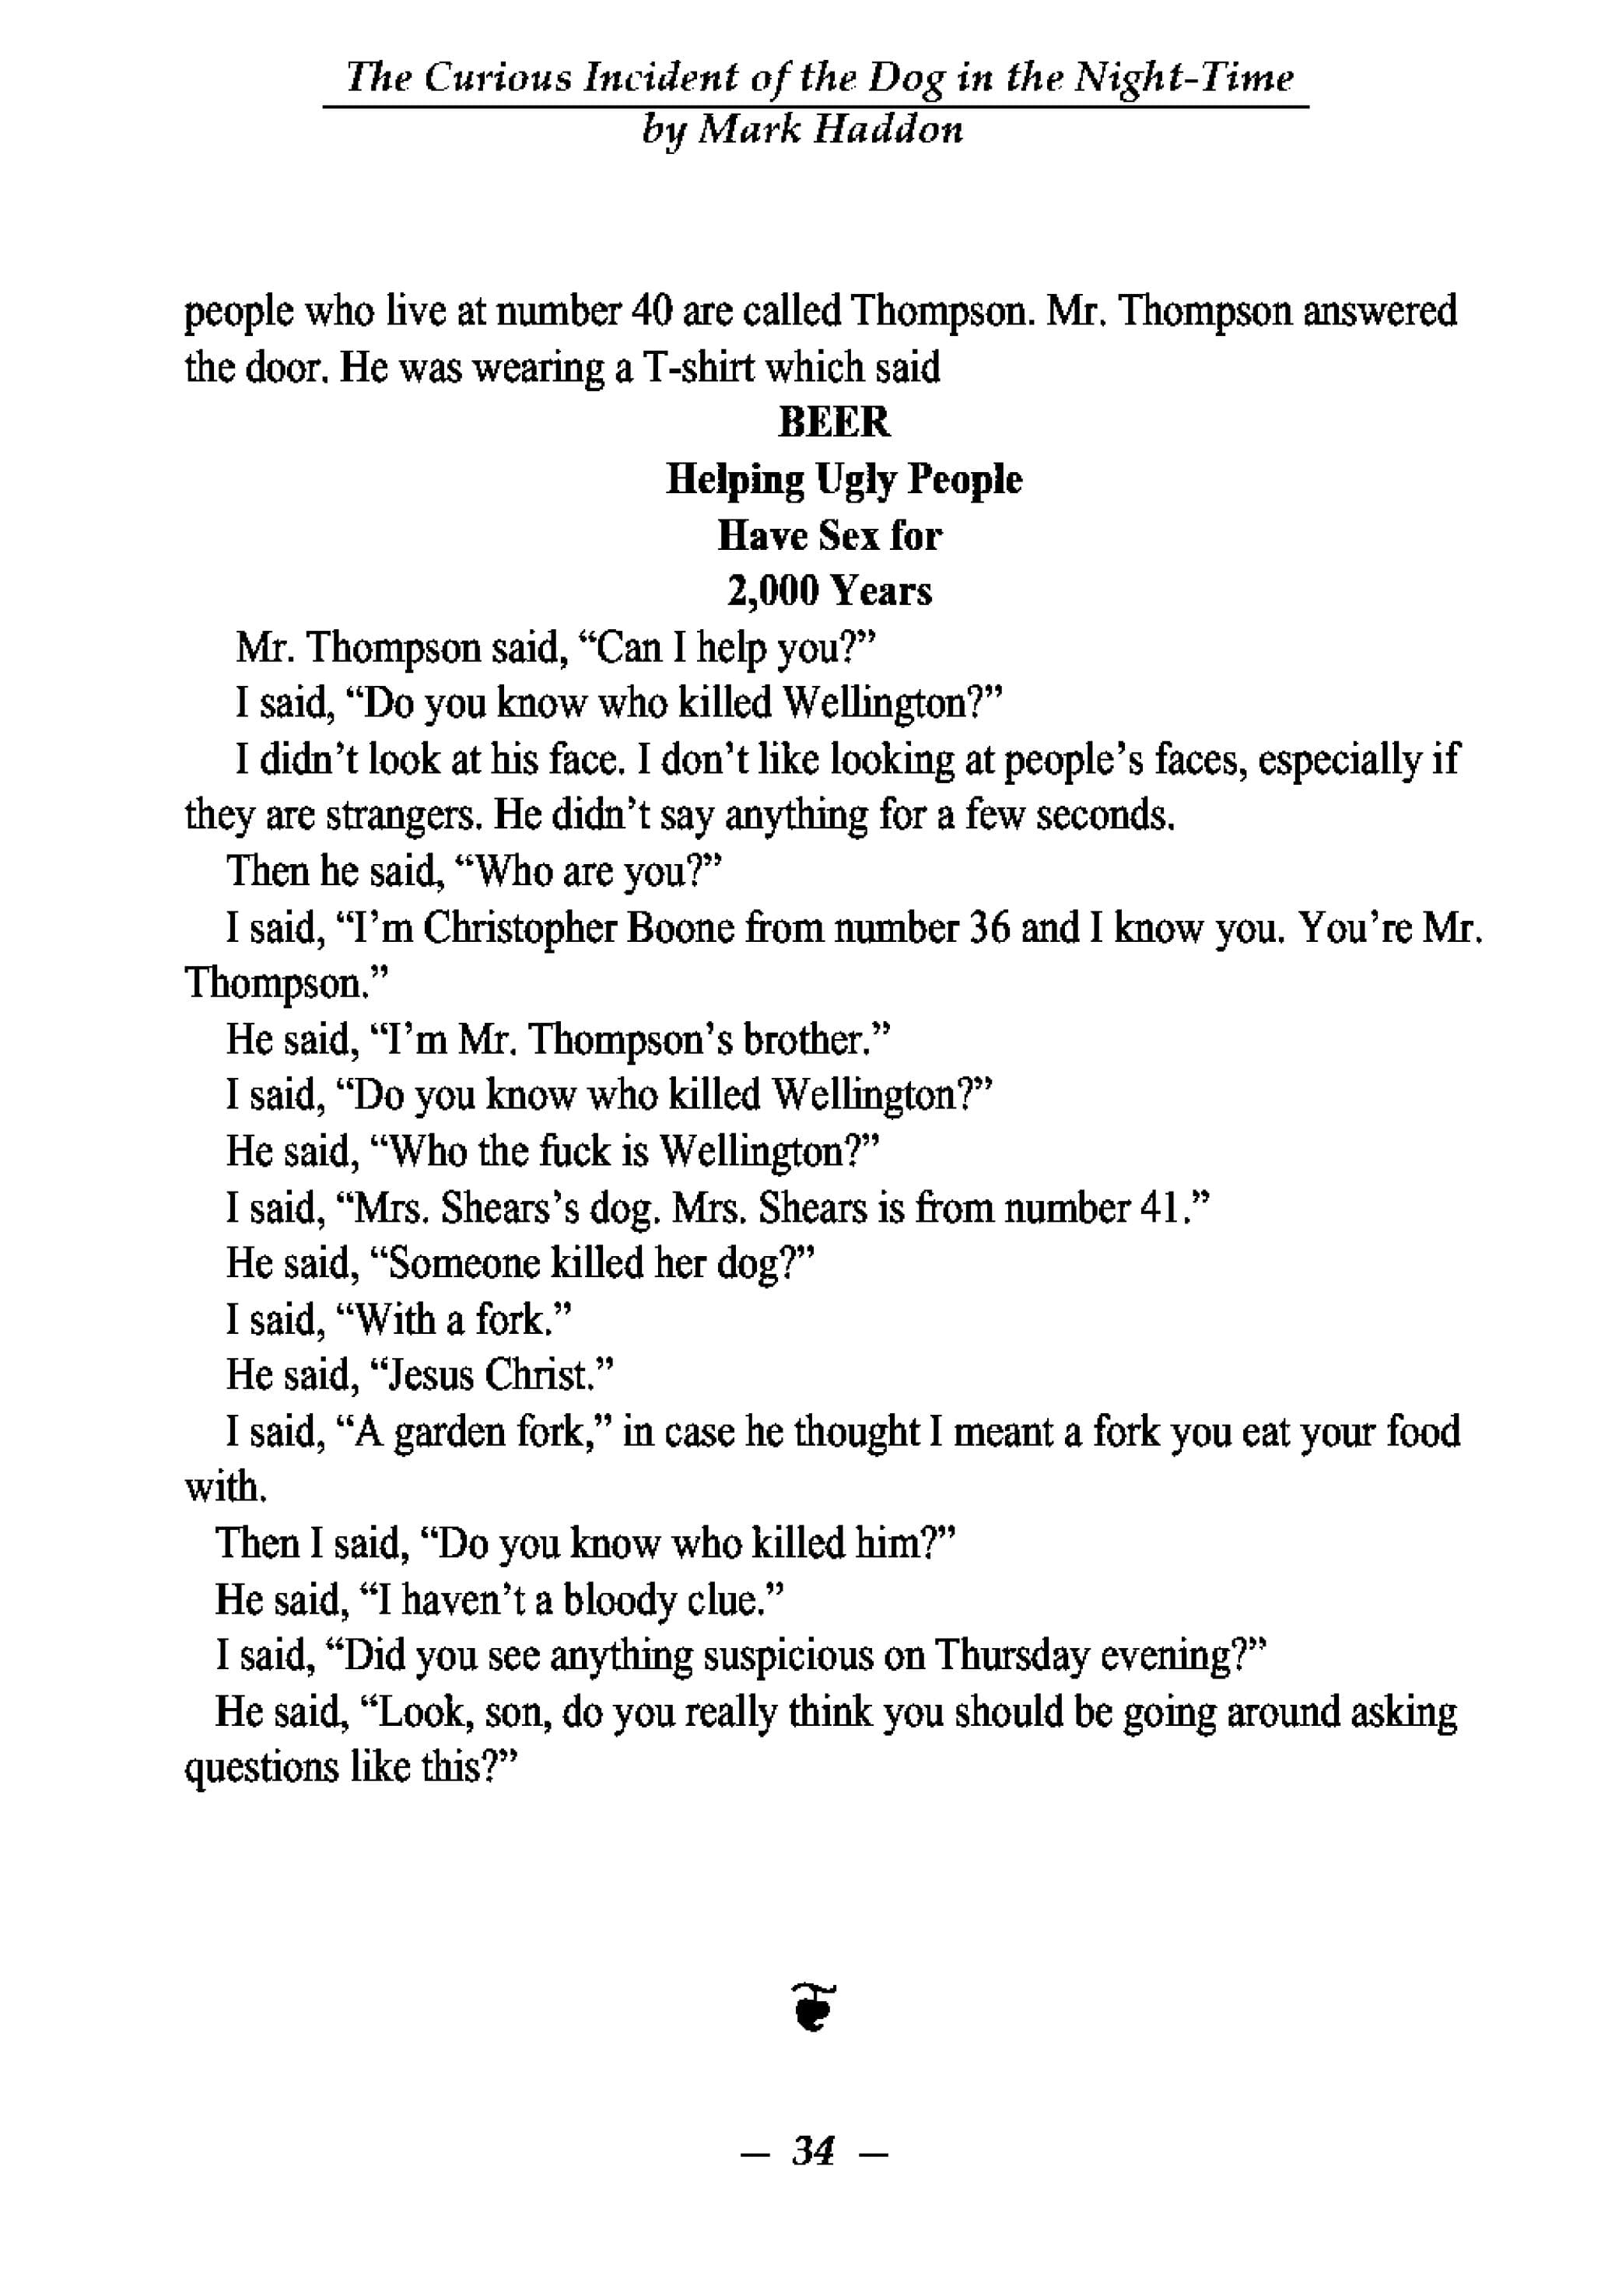 The Curious Incident of the Dog in the Night-Time
by Mark Haddon
people who live at number 40 are called Thompson. Mr. Thompson answered
the door. He was wearing a T-shirt which said
BEER
Helping Ugly People
Have Sex for
2,000 Years
Mr. Thompson said, “Can I help you?”
I said, “Do you know who killed Wellington?”
I didn’t look at his face. I don’t like looking at people’s faces, especially if
they are strangers. He didn’t say anything for a few seconds.
Then he said, “Who are you?”
I said, “I’m Christopher Boone from number 36 and I know you. You’re Mr.
Thompson.”
He said, “I’m Mr. Thompson’s brother.”
I said, “Do you know who killed Wellington?”
He said, “Who the fuck is Wellington?”
I said, “Mrs. Shears’s dog. Mrs. Shears is from number 41.”
He said, “Someone killed her dog?”
I said, “With a fork.”
He said, “Jesus Christ.”
I said, “A garden fork,” in case he thought I meant a fork you eat your food
with.
Then I said, “Do you know who killed him?”
He said, “I haven’t a bloody clue.”
I said, “Did you see anything suspicious on Thursday evening?”
He said, “Look, son, do you really think you should be going around asking
questions like this?”
– 34 –